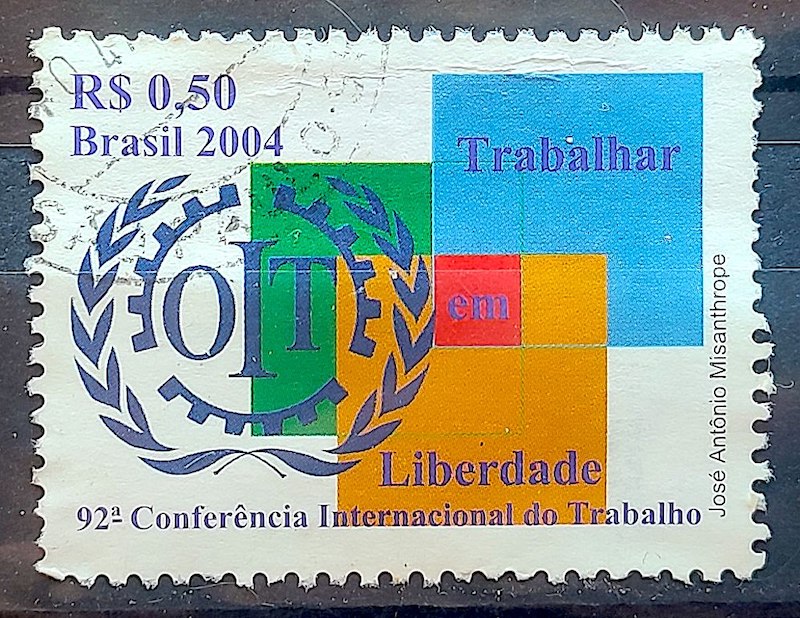 R$ 0,50
Brasil 2004
Trabalhar
em
Liberdade
OIT
92ª Conferência Internacional do Trabalho
José Antônio Misanthrope